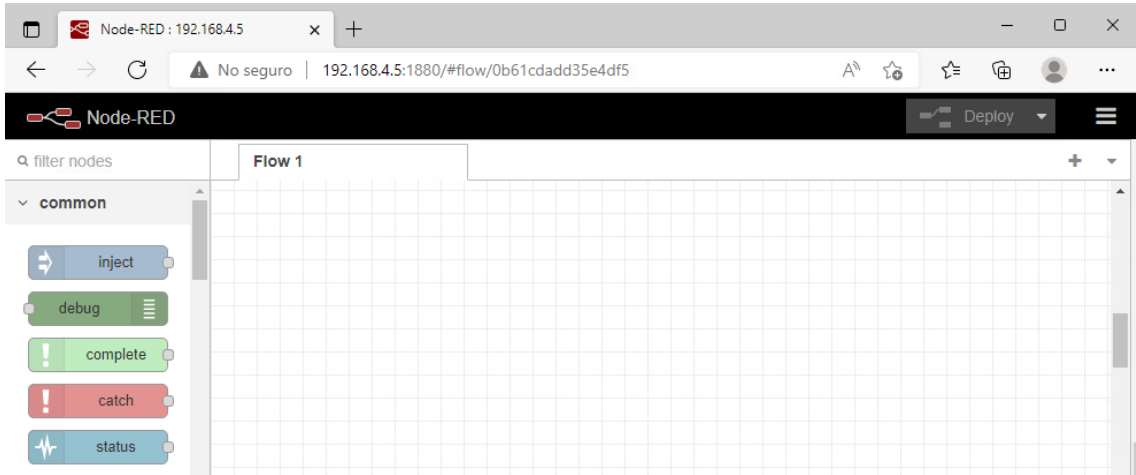 Node-RED : 192.168.4.5
No seguro | 192.168.4.5:1880/#flow/0b61cdadd35e4df5
Node-RED
Deploy
filter nodes
Flow 1
common
inject
debug
complete
catch
status